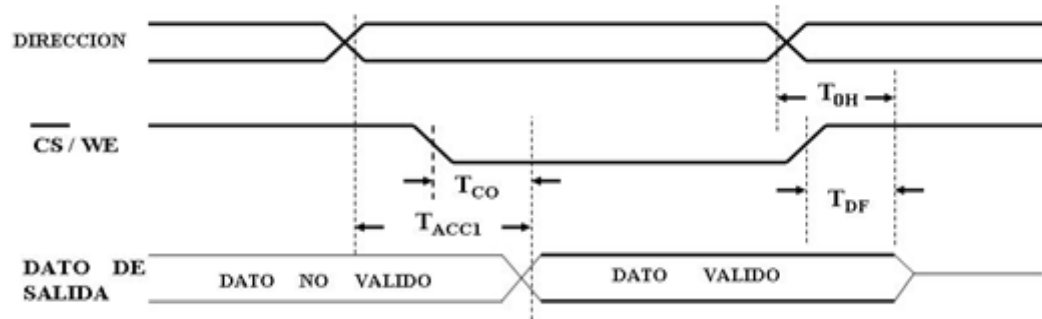 DIRECCION
T0H
CS / WE
TCO
TDF
TACC1
DATO DE
SALIDA
DATO NO VALIDO
DATO VALIDO